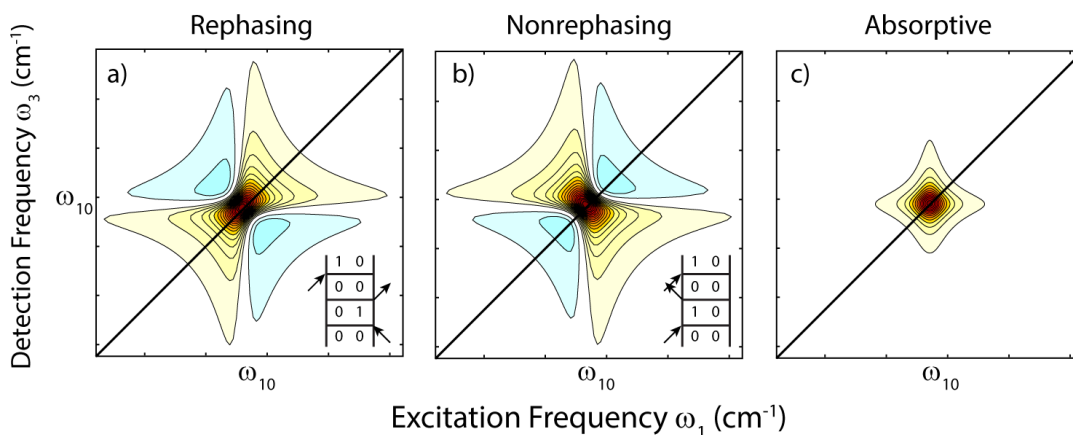 Rephasing
Nonrephasing
Absorptive
a)
b)
c)
Detection Frequency ω₃ (cm⁻¹)
ω₁₀
1 0
0 0
0 1
0 0
1 0
0 0
1 0
0 0
ω₁₀
ω₁₀
ω₁₀
Excitation Frequency ω₁ (cm⁻¹)